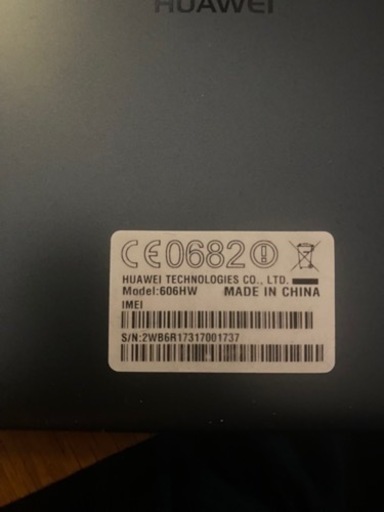 HUAWEI
CE0682
HUAWEI TECHNOLOGIES CO., LTD.
Model:606HW MADE IN CHINA
IMEI
S/N:2WB6R17317001737